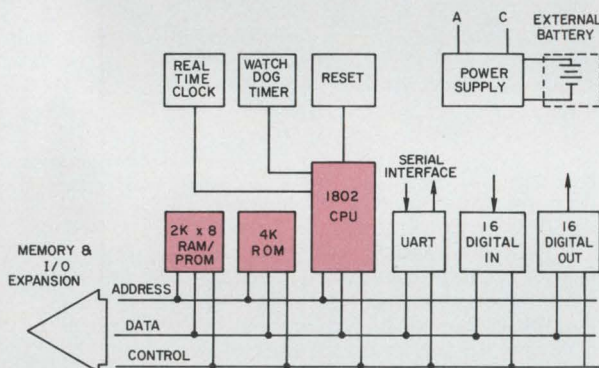 A
C
EXTERNAL
BATTERY
REAL
TIME
CLOCK
WATCH
DOG
TIMER
RESET
POWER
SUPPLY
SERIAL
INTERFACE
1802
CPU
2K x 8
RAM/
PROM
4K
ROM
UART
16
DIGITAL
IN
16
DIGITAL
OUT
MEMORY &
I/O
EXPANSION
ADDRESS
DATA
CONTROL